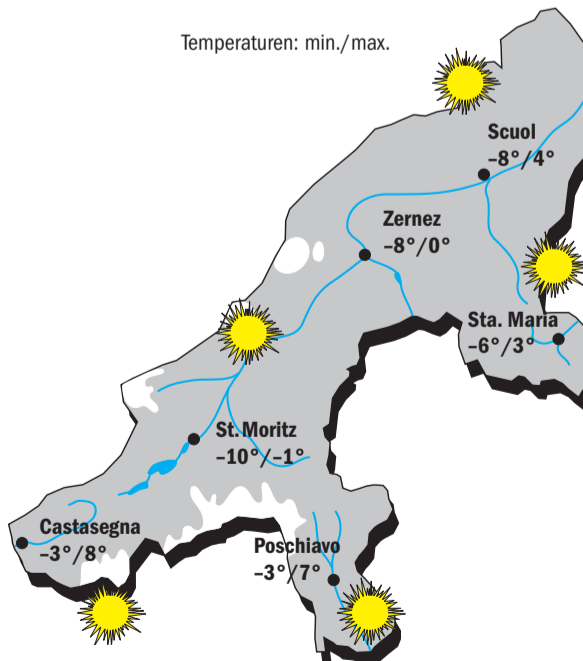 Temperaturen: min./max.
Scuol
–8°/4°
Zernez
–8°/0°
Sta. Maria
–6°/3°
St. Moritz
–10°/–1°
Castasegna
–3°/8°
Poschiavo
–3°/7°